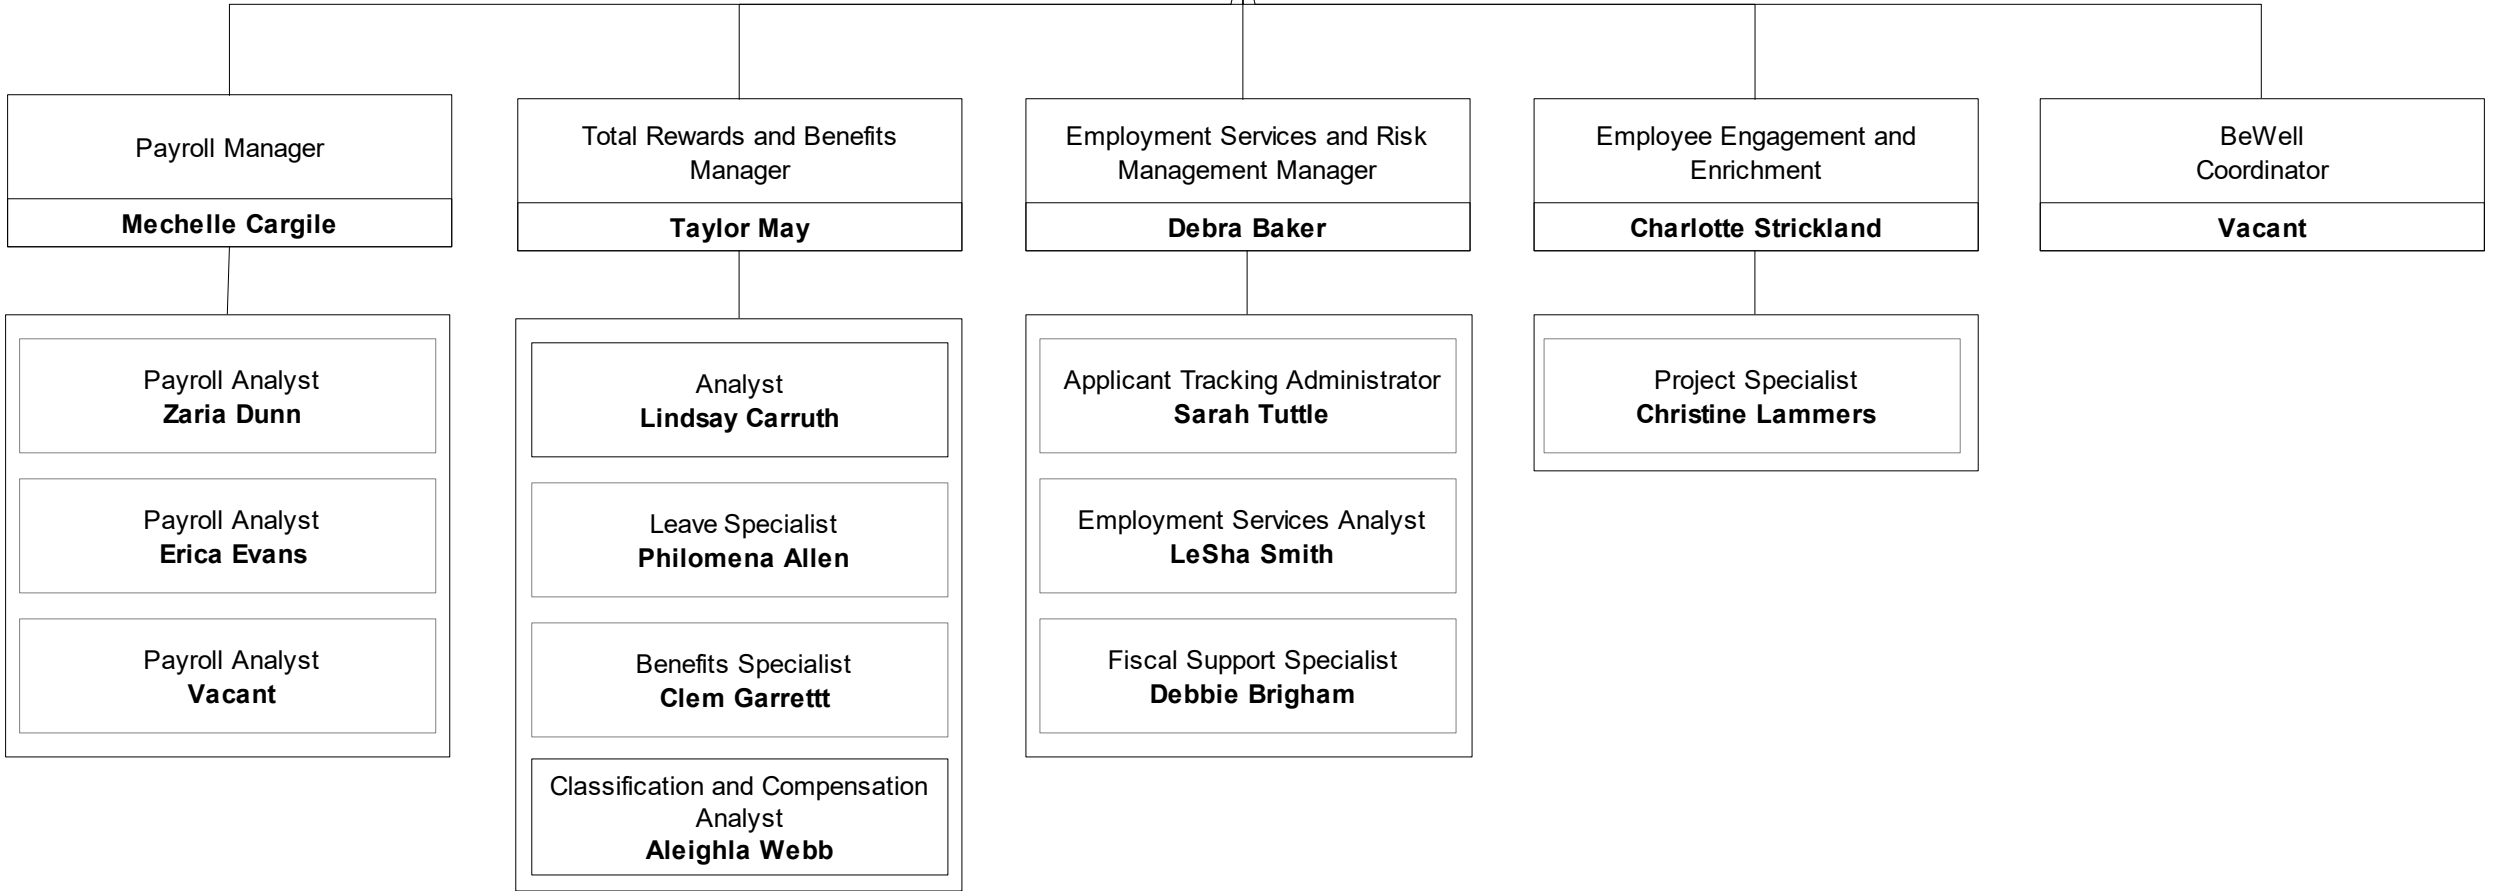 Payroll Manager
Mechelle Cargile
Payroll Analyst
Zaria Dunn
Payroll Analyst
Erica Evans
Payroll Analyst
Vacant
Total Rewards and Benefits
Manager
Taylor May
Analyst
Lindsay Carruth
Leave Specialist
Philomena Allen
Benefits Specialist
Clem Garrettt
Classification and Compensation
Analyst
Aleighla Webb
Employment Services and Risk
Management Manager
Debra Baker
Applicant Tracking Administrator
Sarah Tuttle
Employment Services Analyst
LeSha Smith
Fiscal Support Specialist
Debbie Brigham
Employee Engagement and
Enrichment
Charlotte Strickland
Project Specialist
Christine Lammers
BeWell
Coordinator
Vacant